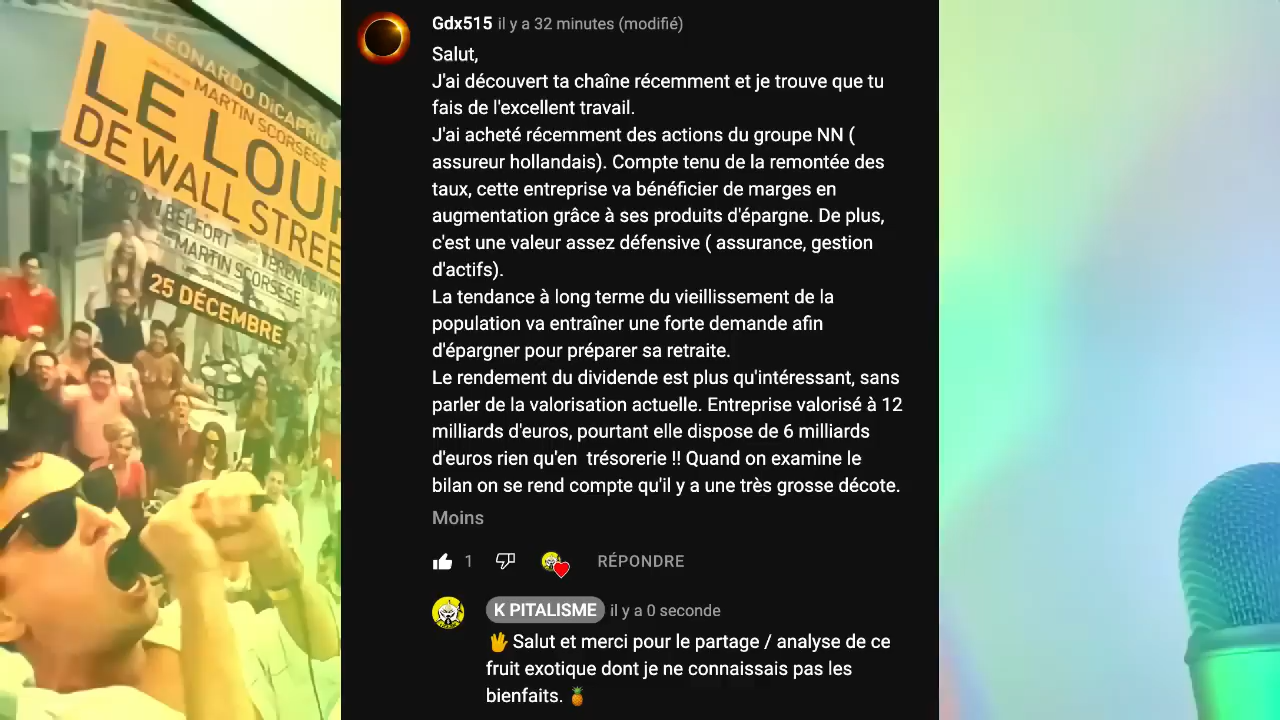 LEONARDO DiCAPRIO
MARTIN SCORSESE
LE LOUP
DE WALL STREE
BELFORT
TERENCE WIN
MARTIN SCORSESE
25 DÉCEMBRE
Gdx515 il y a 32 minutes (modifié)
Salut,
J'ai découvert ta chaîne récemment et je trouve que tu
fais de l'excellent travail.
J'ai acheté récemment des actions du groupe NN (
assureur hollandais). Compte tenu de la remontée des
taux, cette entreprise va bénéficier de marges en
augmentation grâce à ses produits d'épargne. De plus,
c'est une valeur assez défensive ( assurance, gestion
d'actifs).
La tendance à long terme du vieillissement de la
population va entraîner une forte demande afin
d'épargner pour préparer sa retraite.
Le rendement du dividende est plus qu'intéressant, sans
parler de la valorisation actuelle. Entreprise valorisé à 12
milliards d'euros, pourtant elle dispose de 6 milliards
d'euros rien qu'en trésorerie !! Quand on examine le
bilan on se rend compte qu'il y a une très grosse décote.
Moins
1 RÉPONDRE
K PITALISME il y a 0 seconde
🖖 Salut et merci pour le partage / analyse de ce
fruit exotique dont je ne connaissais pas les
bienfaits. 🍍